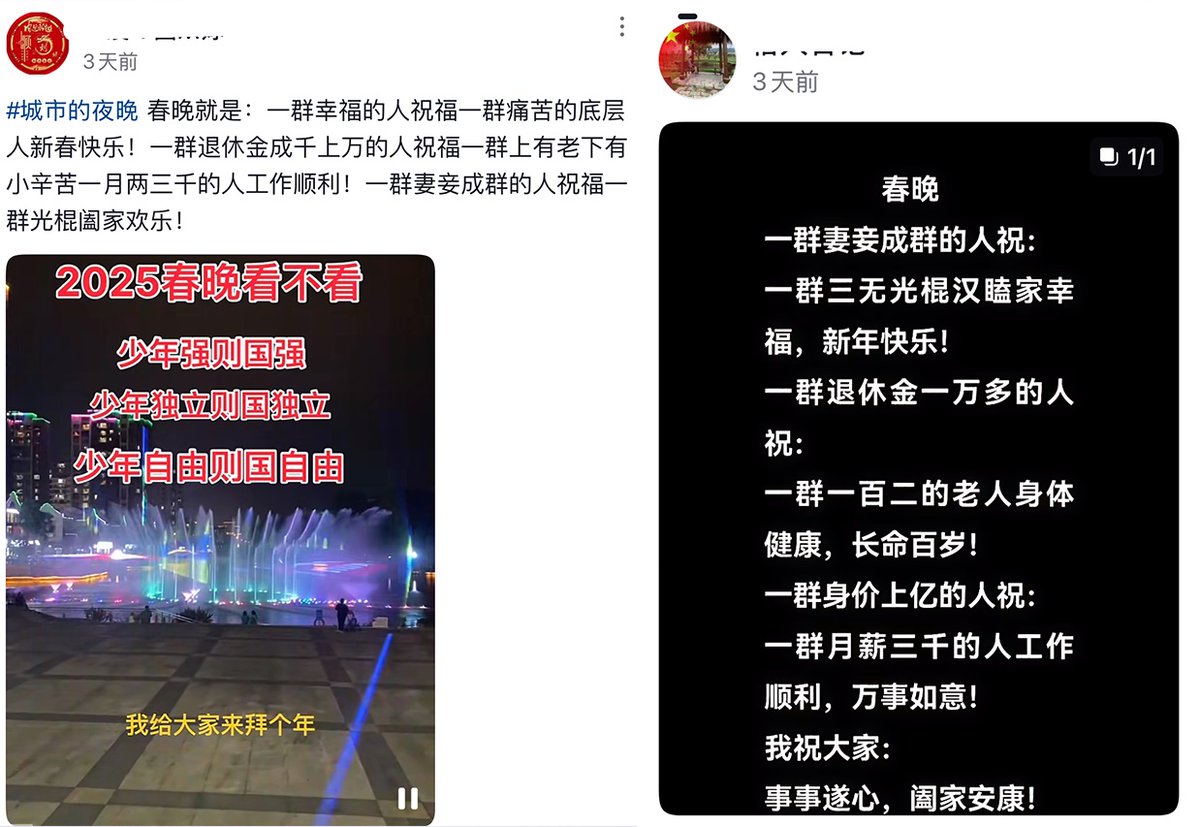 3天前
#城市的夜晚 春晚就是：一群幸福的人祝福一群痛苦的底层
人新春快乐！一群退休金成千上万的人祝福一群上有老下有
小辛苦一月两三千的人工作顺利！一群妻妾成群的人祝福一
群光棍阖家欢乐！
2025春晚看不看
少年强则国强
少年独立则国独立
少年自由则国自由
我给大家来拜个年
3天前
1/1
春晚
一群妻妾成群的人祝：
一群三无光棍汉瞌家幸
福，新年快乐！
一群退休金一万多的人
祝：
一群一百二的老人身体
健康，长命百岁！
一群身价上亿的人祝：
一群月薪三千的人工作
顺利，万事如意！
我祝大家：
事事遂心，阖家安康！